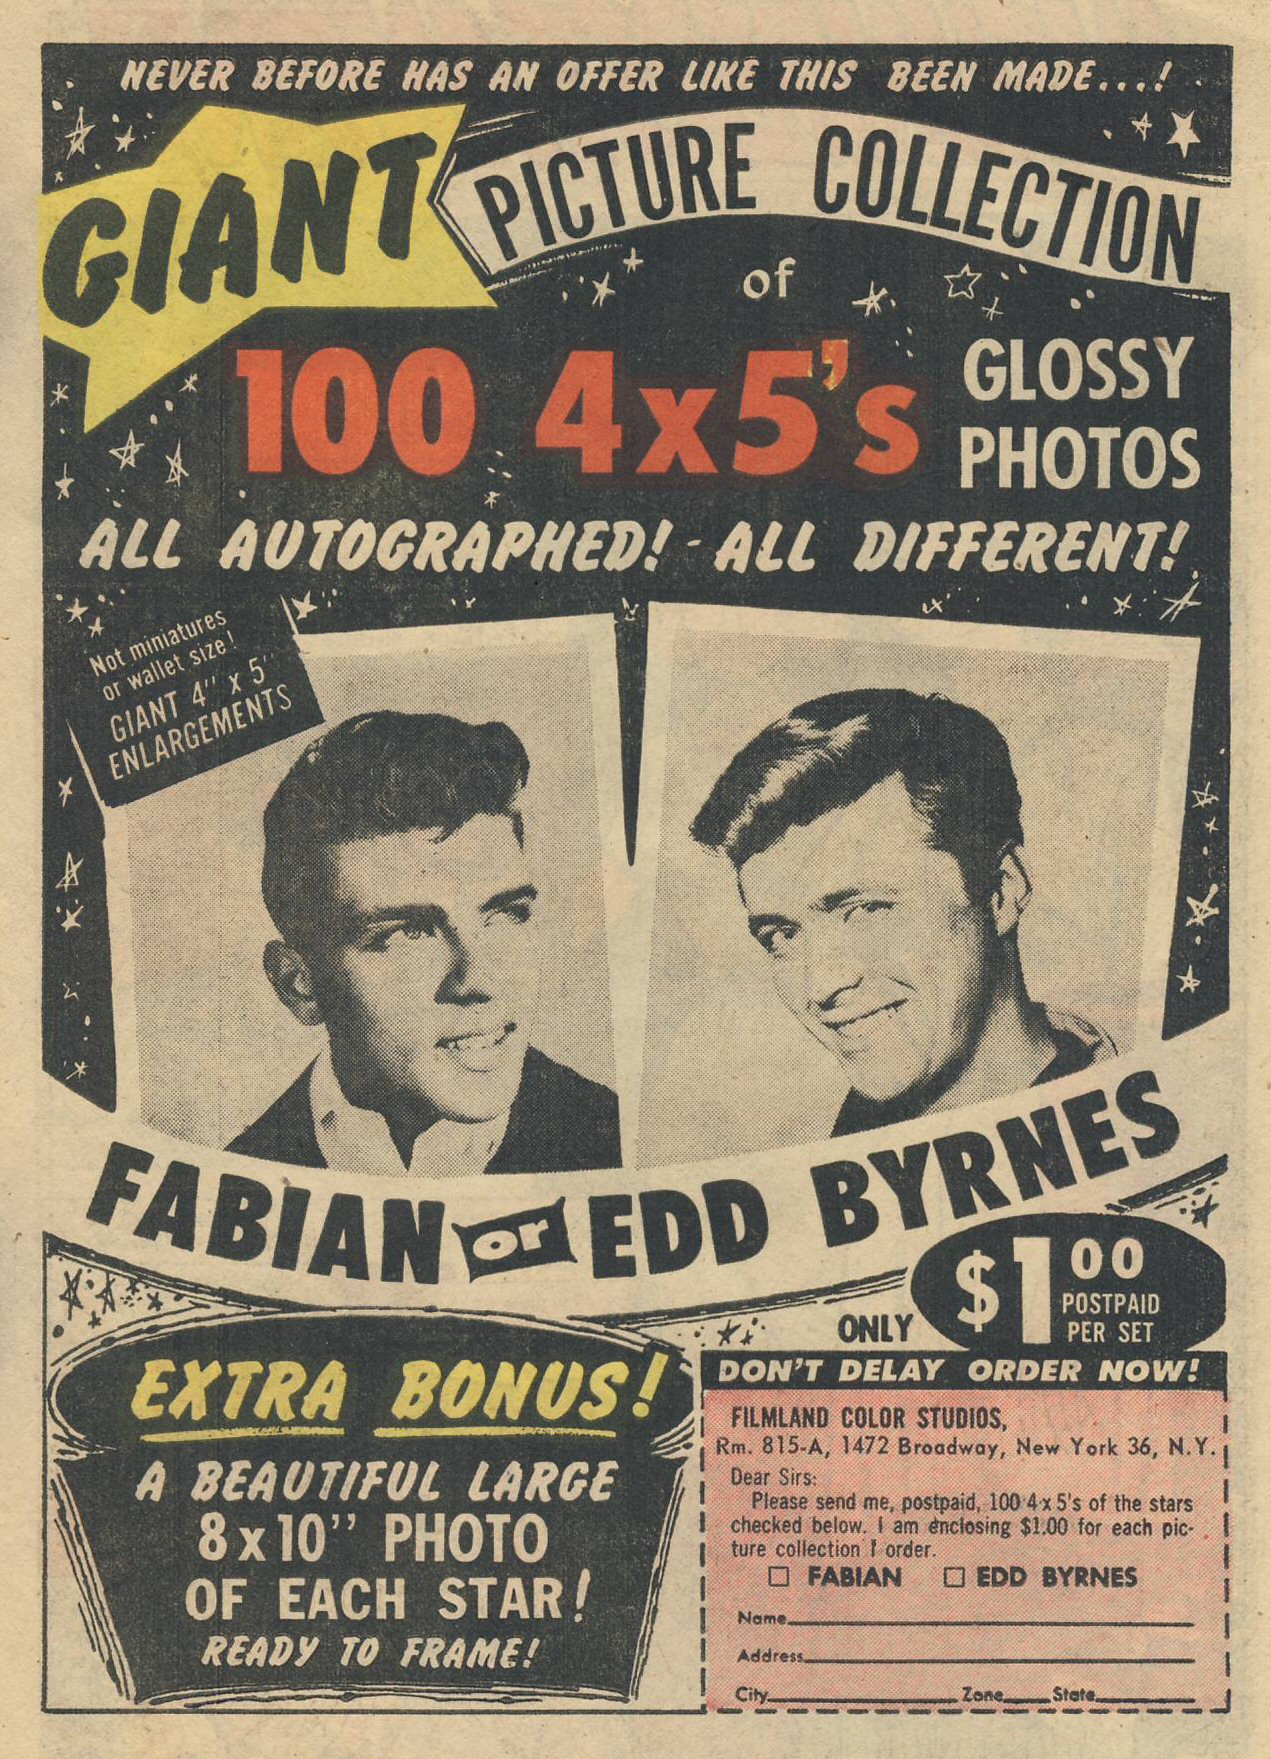 NEVER BEFORE HAS AN OFFER LIKE THIS BEEN MADE...!
GIANT
PICTURE COLLECTION
of
100 4x5's
GLOSSY
PHOTOS
ALL AUTOGRAPHED! - ALL DIFFERENT!
Not miniatures
or wallet size!
GIANT 4" x 5"
ENLARGEMENTS
FABIAN or EDD BYRNES
ONLY
$1 00
POSTPAID
PER SET
EXTRA BONUS!
A BEAUTIFUL LARGE
8x10" PHOTO
OF EACH STAR!
READY TO FRAME!
DON'T DELAY ORDER NOW!
FILMLAND COLOR STUDIOS,
Rm. 815-A, 1472 Broadway, New York 36, N.Y.
Dear Sirs:
Please send me, postpaid, 100 4x5's of the stars
checked below. I am enclosing $1.00 for each pic-
ture collection I order.
□ FABIAN □ EDD BYRNES
Name
Address
City Zone State